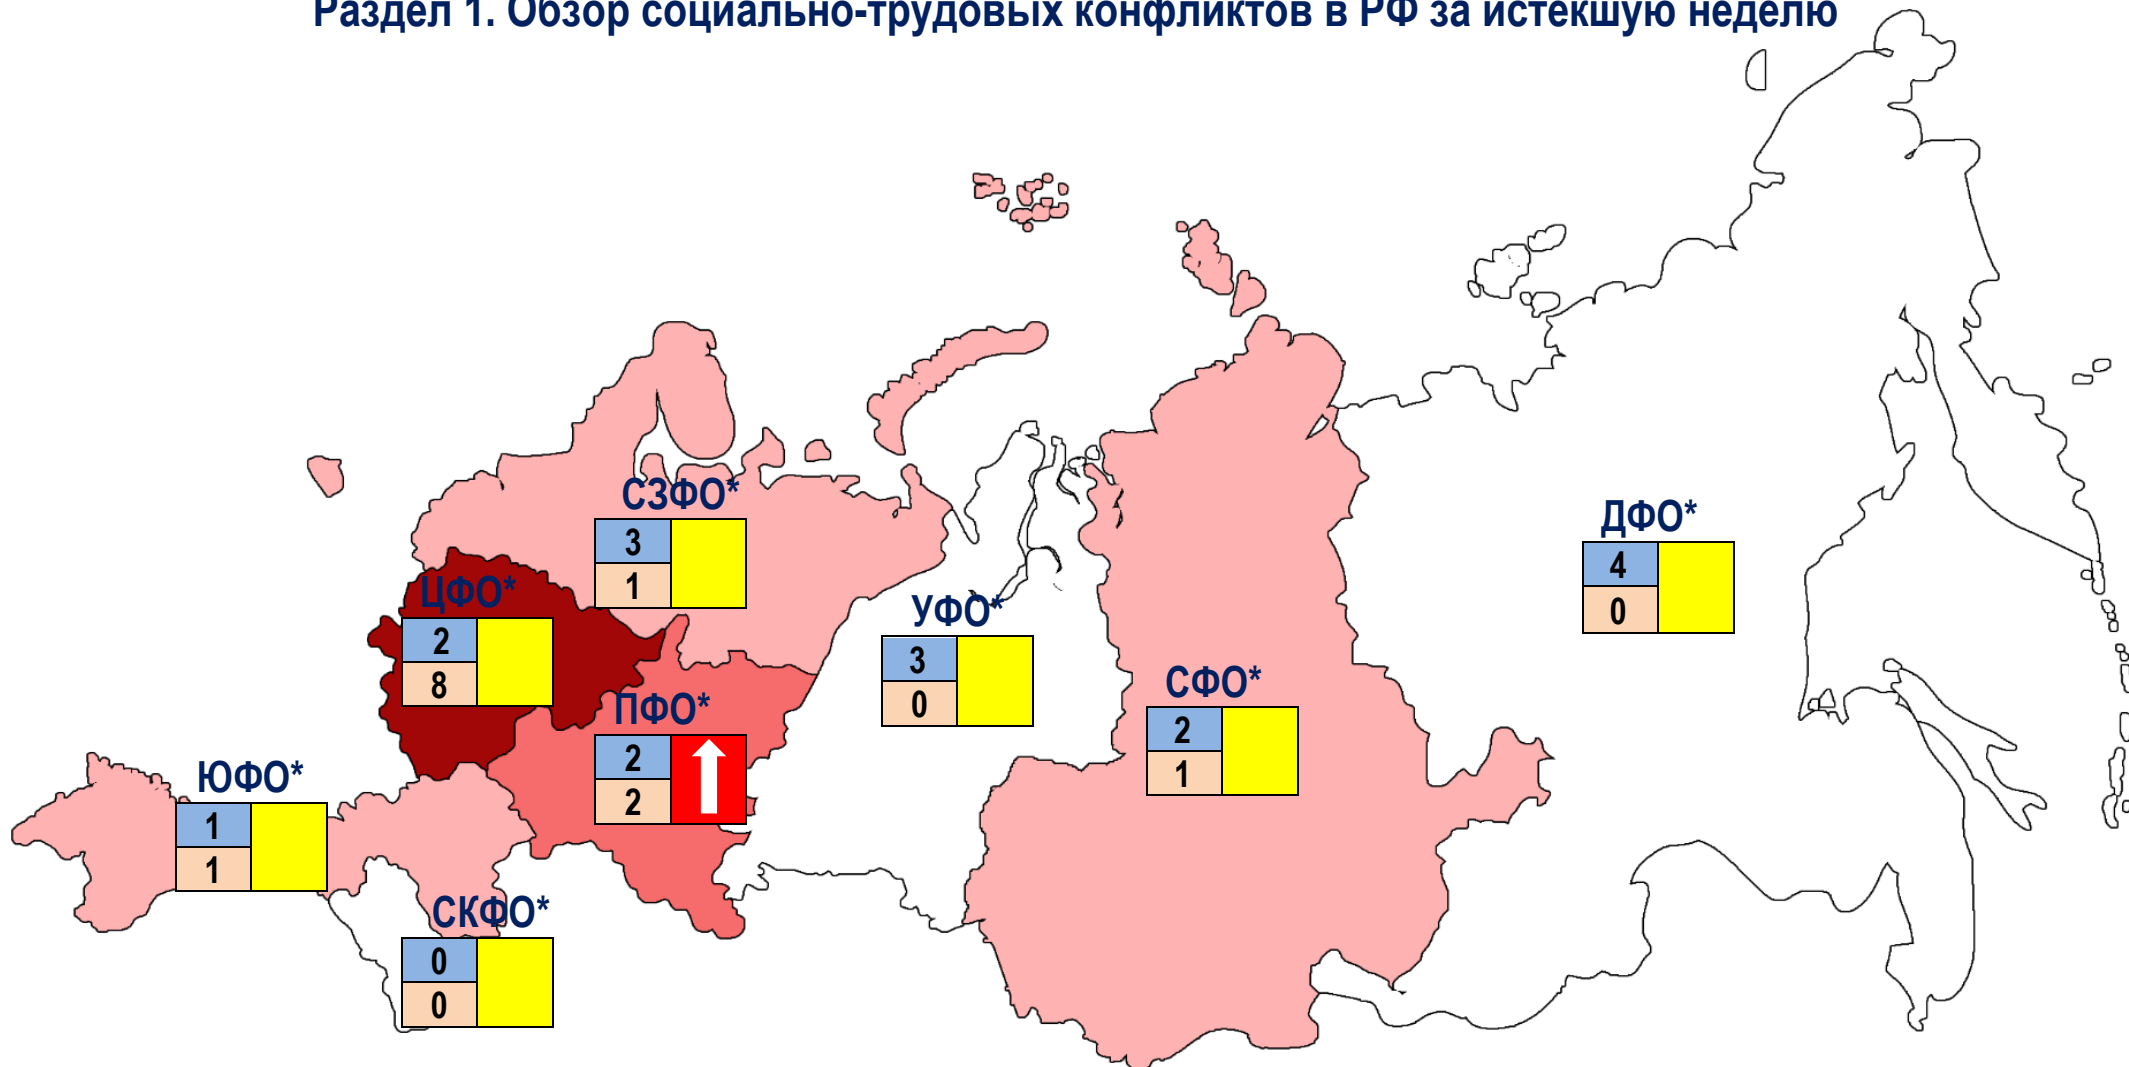 Раздел 1. Обзор социально-трудовых конфликтов в РФ за истекшую неделю
СЗФО*
3
1
ДФО*
4
0
ЦФО*
2
8
УФО*
3
0
СФО*
2
1
ПФО*
2
2
ЮФО*
1
1
СКФО*
0
0